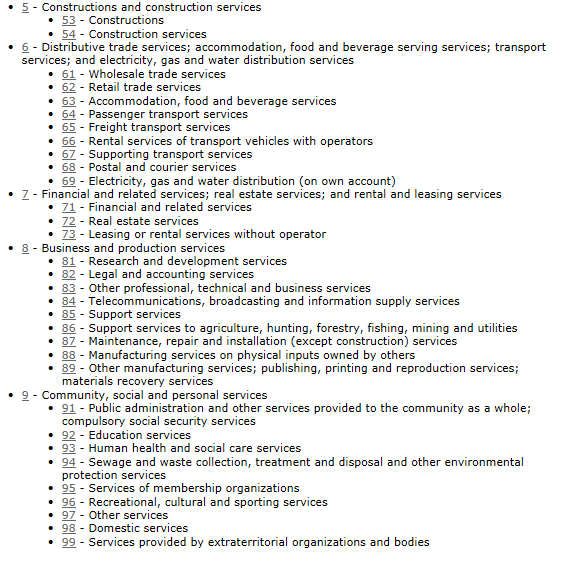 5 - Constructions and construction services
53 - Constructions
54 - Construction services
6 - Distributive trade services; accommodation, food and beverage serving services; transport
services; and electricity, gas and water distribution services
61 - Wholesale trade services
62 - Retail trade services
63 - Accommodation, food and beverage services
64 - Passenger transport services
65 - Freight transport services
66 - Rental services of transport vehicles with operators
67 - Supporting transport services
68 - Postal and courier services
69 - Electricity, gas and water distribution (on own account)
7 - Financial and related services; real estate services; and rental and leasing services
71 - Financial and related services
72 - Real estate services
73 - Leasing or rental services without operator
8 - Business and production services
81 - Research and development services
82 - Legal and accounting services
83 - Other professional, technical and business services
84 - Telecommunications, broadcasting and information supply services
85 - Support services
86 - Support services to agriculture, hunting, forestry, fishing, mining and utilities
87 - Maintenance, repair and installation (except construction) services
88 - Manufacturing services on physical inputs owned by others
89 - Other manufacturing services; publishing, printing and reproduction services;
materials recovery services
9 - Community, social and personal services
91 - Public administration and other services provided to the community as a whole;
compulsory social security services
92 - Education services
93 - Human health and social care services
94 - Sewage and waste collection, treatment and disposal and other environmental
protection services
95 - Services of membership organizations
96 - Recreational, cultural and sporting services
97 - Other services
98 - Domestic services
99 - Services provided by extraterritorial organizations and bodies